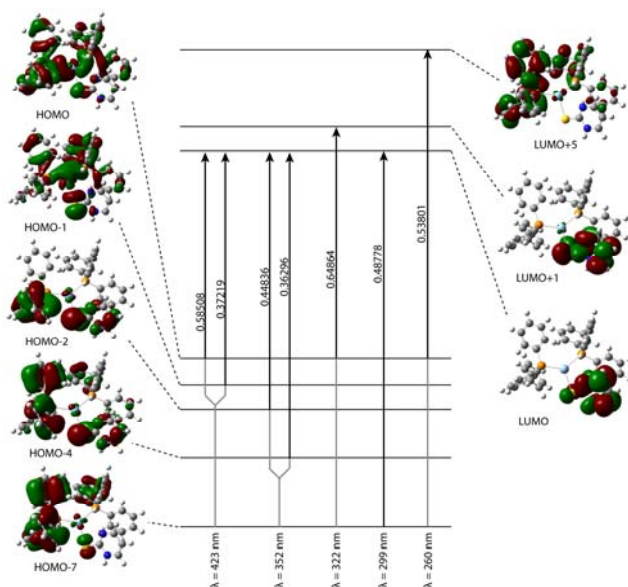 HOMO
HOMO-1
HOMO-2
HOMO-4
HOMO-7
0.58508
0.37219
0.44836
0.36296
0.64864
0.48778
0.53801
LUMO+5
LUMO+1
LUMO
λ = 423 nm
λ = 352 nm
λ = 322 nm
λ = 299 nm
λ = 260 nm